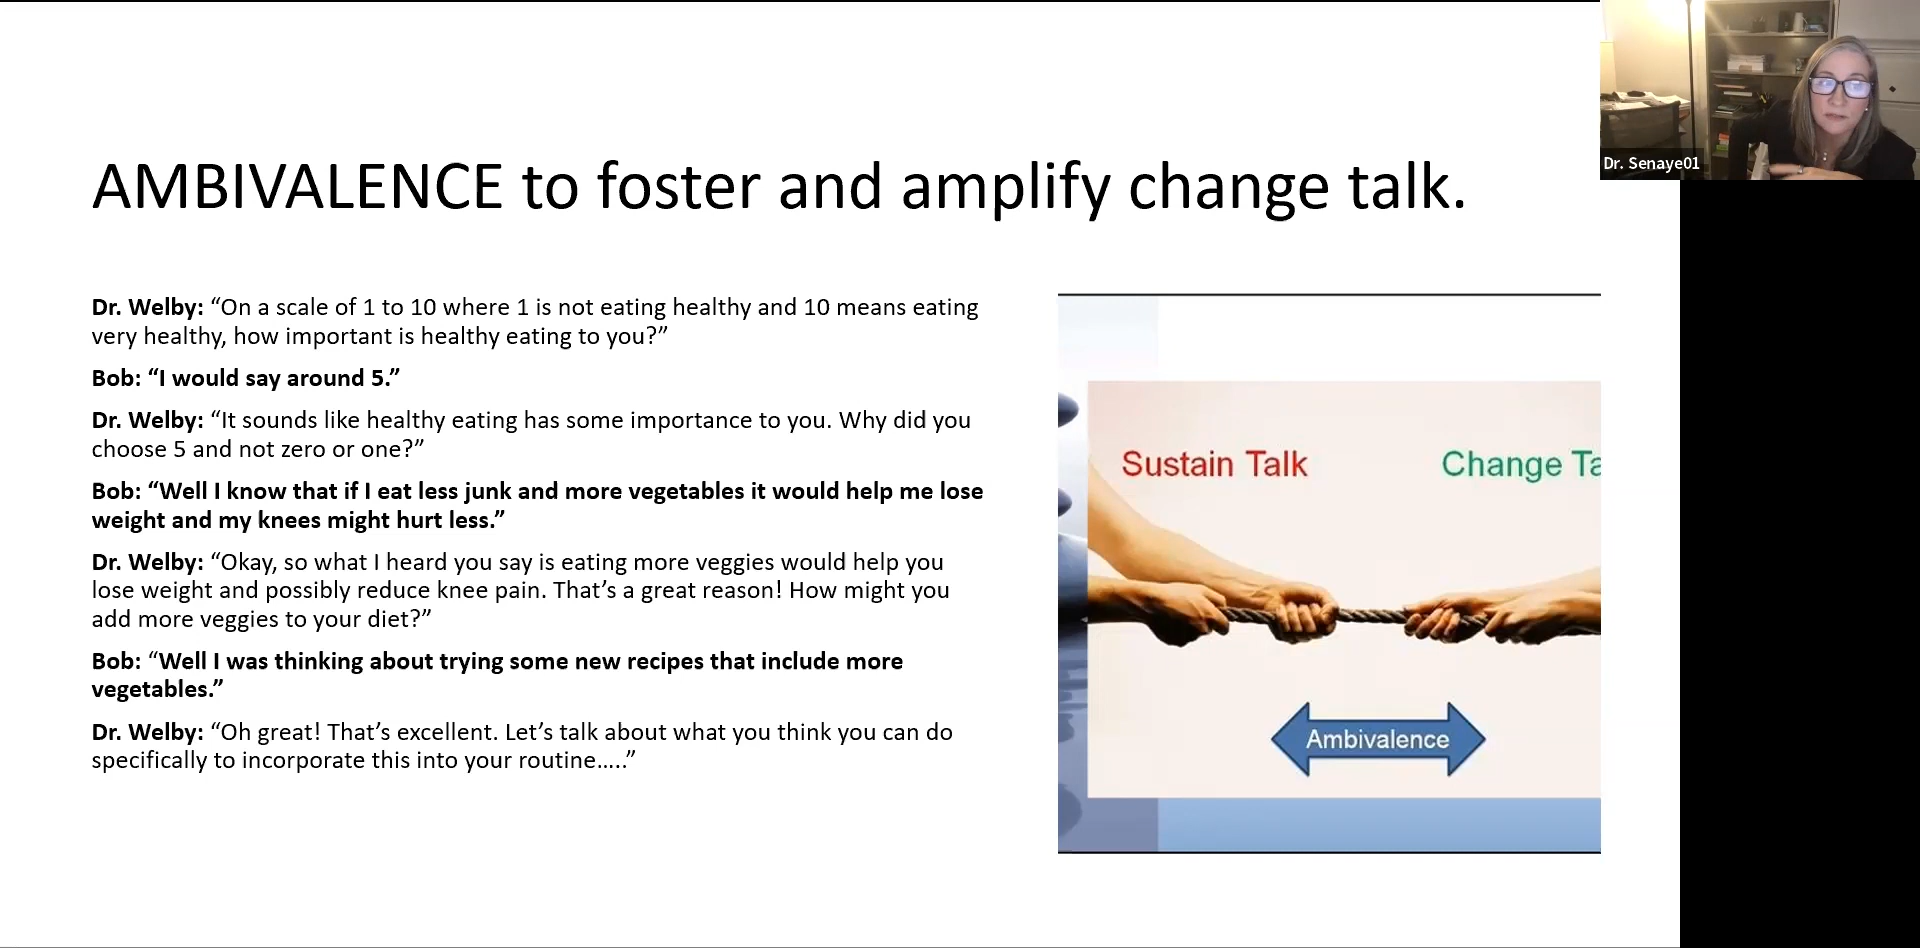 Dr. Senaye01
AMBIVALENCE to foster and amplify change talk.
Dr. Welby: “On a scale of 1 to 10 where 1 is not eating healthy and 10 means eating
very healthy, how important is healthy eating to you?”
Bob: “I would say around 5.”
Dr. Welby: “It sounds like healthy eating has some importance to you. Why did you
choose 5 and not zero or one?”
Bob: “Well I know that if I eat less junk and more vegetables it would help me lose
weight and my knees might hurt less.”
Dr. Welby: “Okay, so what I heard you say is eating more veggies would help you
lose weight and possibly reduce knee pain. That’s a great reason! How might you
add more veggies to your diet?”
Bob: “Well I was thinking about trying some new recipes that include more
vegetables.”
Dr. Welby: “Oh great! That’s excellent. Let’s talk about what you think you can do
specifically to incorporate this into your routine…..”
Sustain Talk
Change Ta
Ambivalence